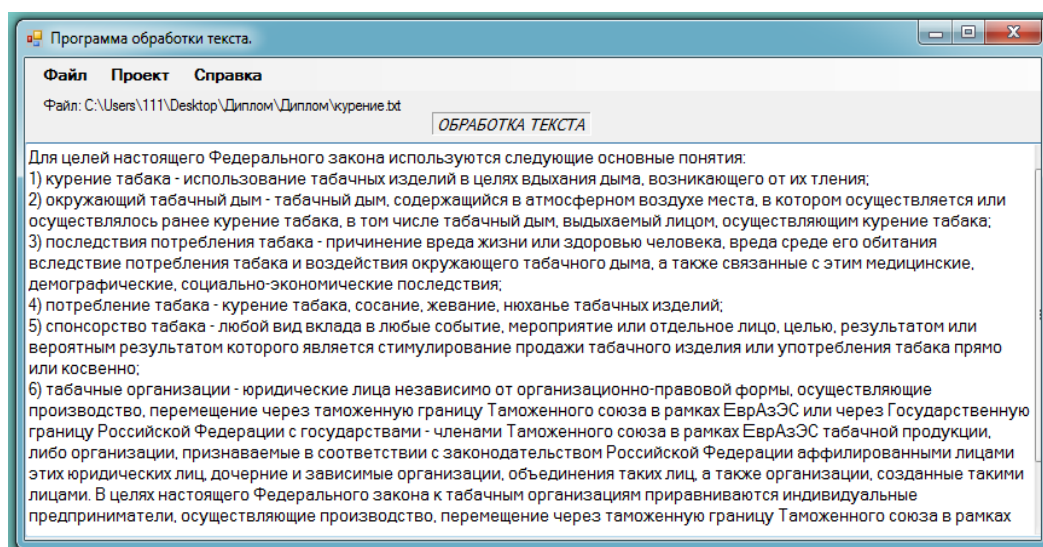 Программа обработки текста.
Файл Проект Справка
Файл: C:\Users\111\Desktop\Диплом\Диплом\курение.txt
ОБРАБОТКА ТЕКСТА
Для целей настоящего Федерального закона используются следующие основные понятия:
1) курение табака - использование табачных изделий в целях вдыхания дыма, возникающего от их тления;
2) окружающий табачный дым - табачный дым, содержащийся в атмосферном воздухе места, в котором осуществляется или
осуществлялось ранее курение табака, в том числе табачный дым, выдыхаемый лицом, осуществляющим курение табака;
3) последствия потребления табака - причинение вреда жизни или здоровью человека, вреда среде его обитания
вследствие потребления табака и воздействия окружающего табачного дыма, а также связанные с этим медицинские,
демографические, социально-экономические последствия;
4) потребление табака - курение табака, сосание, жевание, нюханье табачных изделий;
5) спонсорство табака - любой вид вклада в любые событие, мероприятие или отдельное лицо, целью, результатом или
вероятным результатом которого является стимулирование продажи табачного изделия или употребления табака прямо
или косвенно;
6) табачные организации - юридические лица независимо от организационно-правовой формы, осуществляющие
производство, перемещение через таможенную границу Таможенного союза в рамках ЕврАзЭС или через Государственную
границу Российской Федерации с государствами - членами Таможенного союза в рамках ЕврАзЭС табачной продукции,
либо организации, признаваемые в соответствии с законодательством Российской Федерации аффилированными лицами
этих юридических лиц, дочерние и зависимые организации, объединения таких лиц, а также организации, созданные такими
лицами. В целях настоящего Федерального закона к табачным организациям приравниваются индивидуальные
предприниматели, осуществляющие производство, перемещение через таможенную границу Таможенного союза в рамках